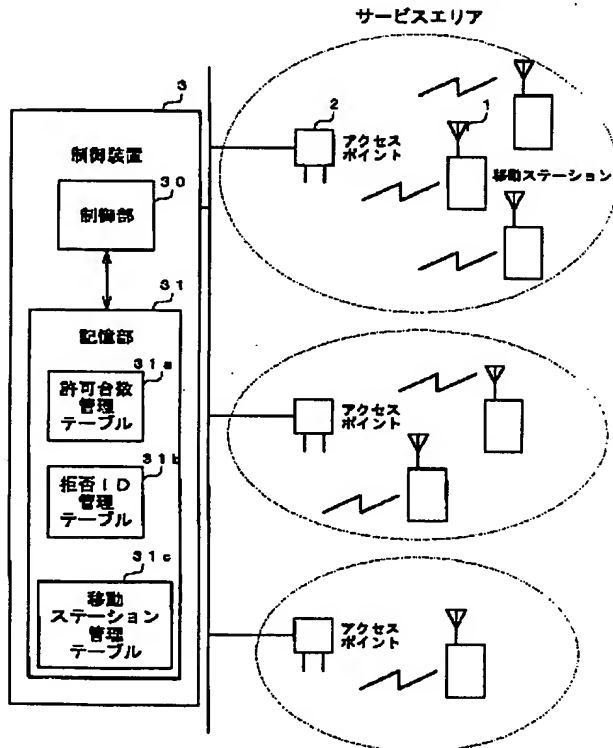 サービスエリア
3
制御装置
30
制御部
31
記憶部
31a
許可台数
管理
テーブル
31b
拒否ID
管理
テーブル
31c
移動
ステーション
管理
テーブル
2
アクセス
ポイント
1
移動ステーション
アクセス
ポイント
アクセス
ポイント